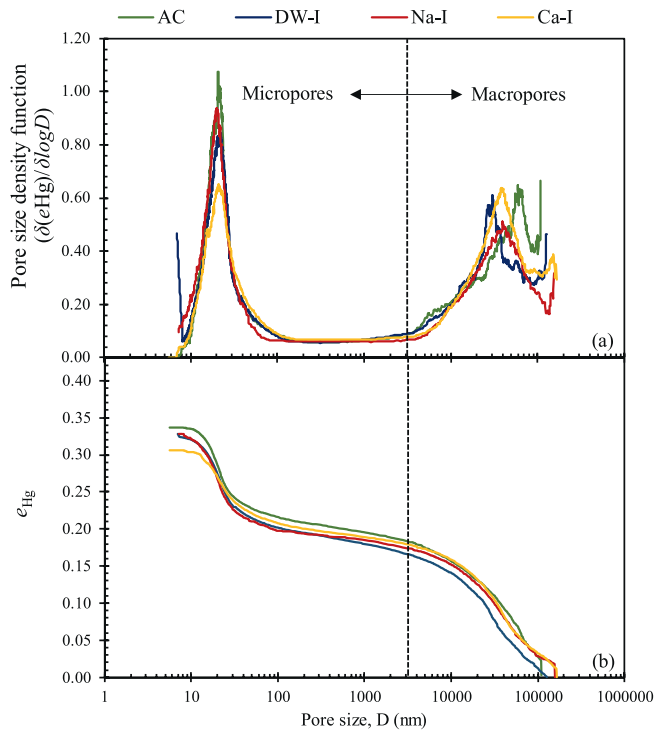 AC DW-I Na-I Ca-I
Pore size density function
(δ(eHg)/δlogD)
1.20
1.00
0.80
0.60
0.40
0.20
0.00
Micropores Macropores
(a)
e_Hg
0.40
0.35
0.30
0.25
0.20
0.15
0.10
0.05
0.00
(b)
1 10 100 1000 10000 100000 1000000
Pore size, D (nm)